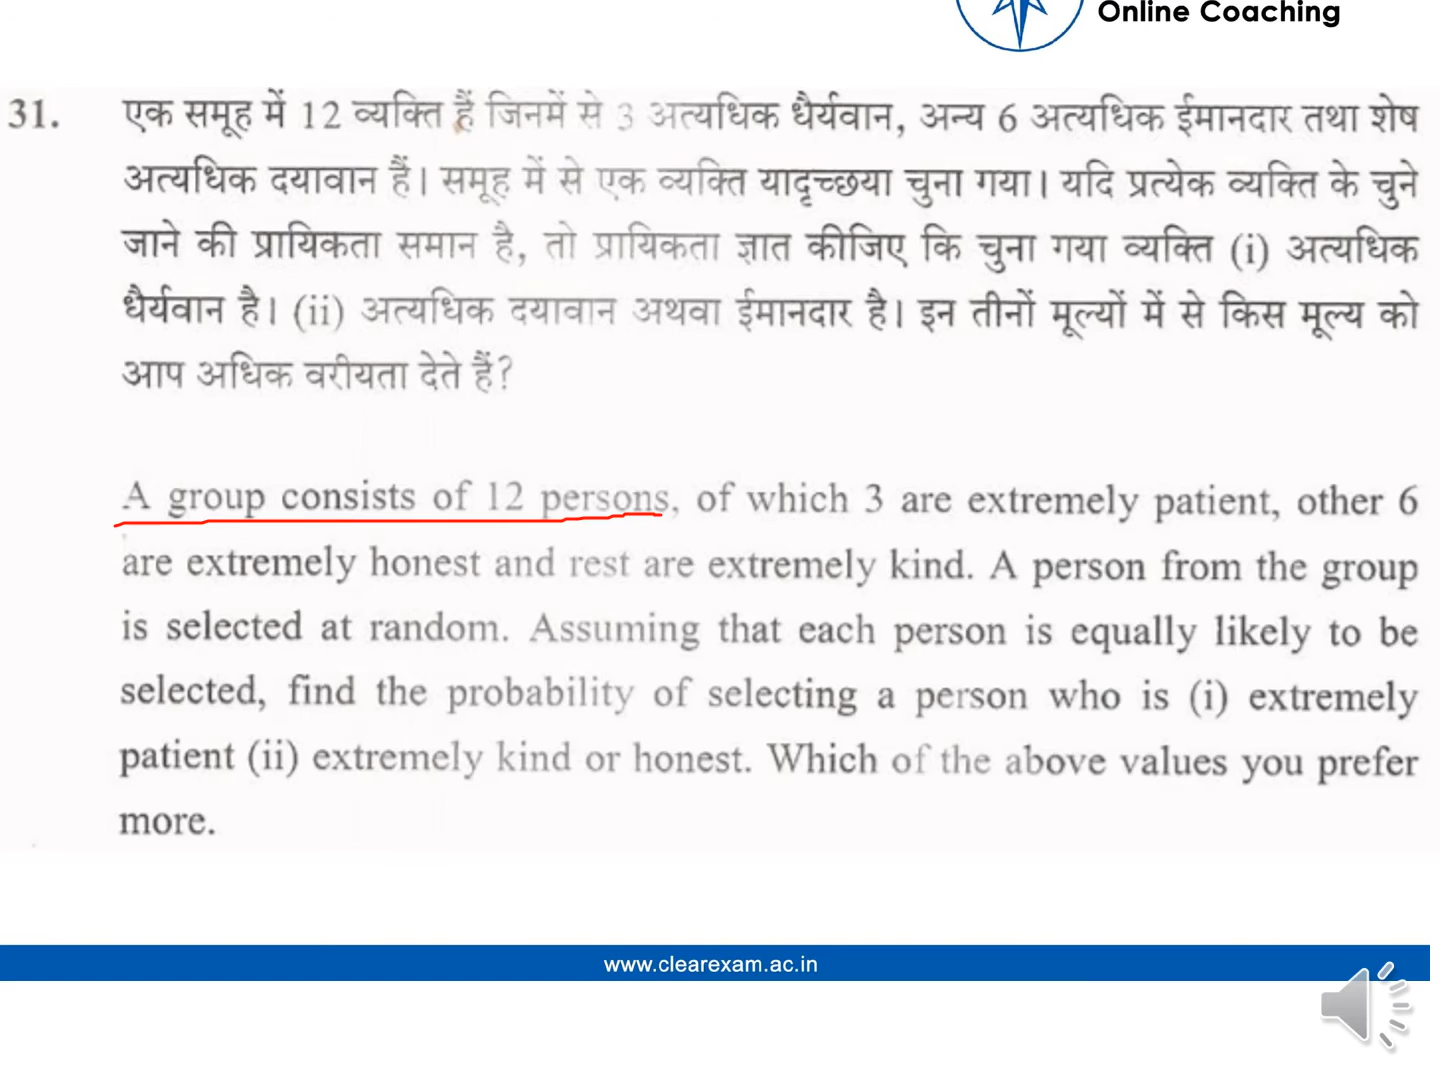 Online Coaching
31. एक समूह में 12 व्यक्ति हैं जिनमें से 3 अत्यधिक धैर्यवान, अन्य 6 अत्यधिक ईमानदार तथा शेष
अत्यधिक दयावान हैं। समूह में से एक व्यक्ति यादृच्छया चुना गया। यदि प्रत्येक व्यक्ति के चुने
जाने की प्रायिकता समान है, तो प्रायिकता ज्ञात कीजिए कि चुना गया व्यक्ति (i) अत्यधिक
धैर्यवान है। (ii) अत्यधिक दयावान अथवा ईमानदार है। इन तीनों मूल्यों में से किस मूल्य को
आप अधिक वरीयता देते हैं?
A group consists of 12 persons, of which 3 are extremely patient, other 6
are extremely honest and rest are extremely kind. A person from the group
is selected at random. Assuming that each person is equally likely to be
selected, find the probability of selecting a person who is (i) extremely
patient (ii) extremely kind or honest. Which of the above values you prefer
more.
www.clearexam.ac.in